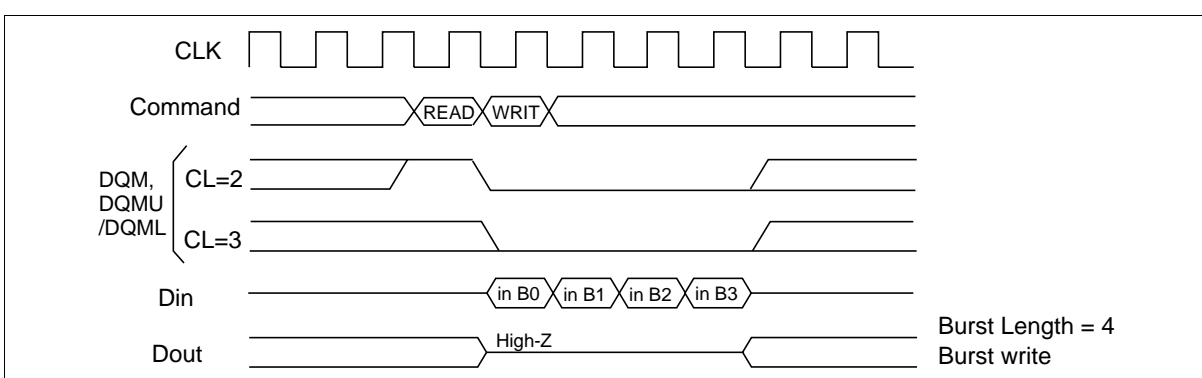 CLK
Command
READ WRIT
DQM,
DQMU
/DQML
CL=2
CL=3
Din
in B0 in B1 in B2 in B3
Dout
High-Z
Burst Length = 4
Burst write